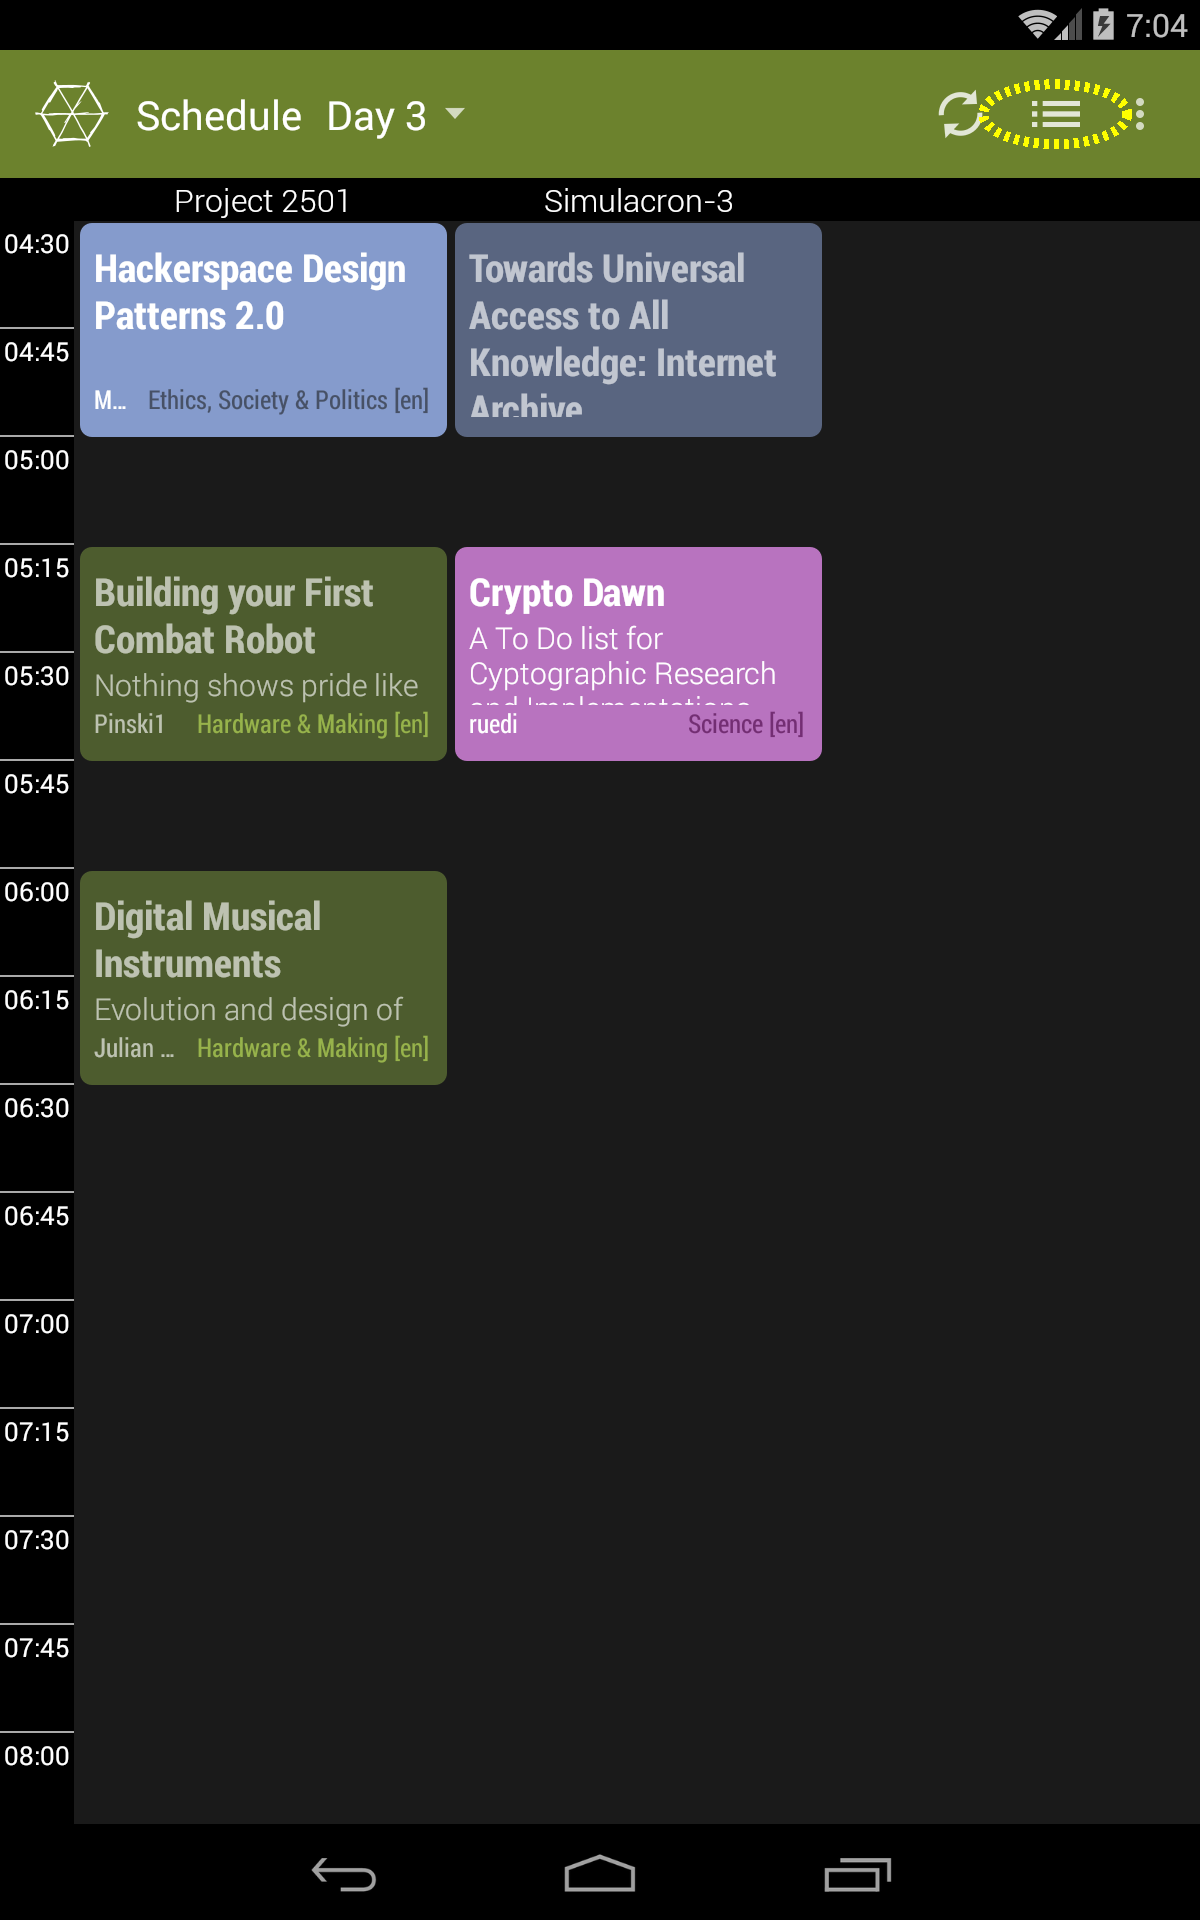 7:04
Schedule Day 3
Project 2501 Simulacron-3
04:30
Hackerspace Design
Patterns 2.0
M... Ethics, Society & Politics [en]
Towards Universal
Access to All
Knowledge: Internet
Archive
04:45
05:00
05:15
Building your First
Combat Robot
Nothing shows pride like
Pinski1 Hardware & Making [en]
Crypto Dawn
A To Do list for
Cyptographic Research
and Implementations
ruedi Science [en]
05:30
05:45
06:00
Digital Musical
Instruments
Evolution and design of
Julian ... Hardware & Making [en]
06:15
06:30
06:45
07:00
07:15
07:30
07:45
08:00